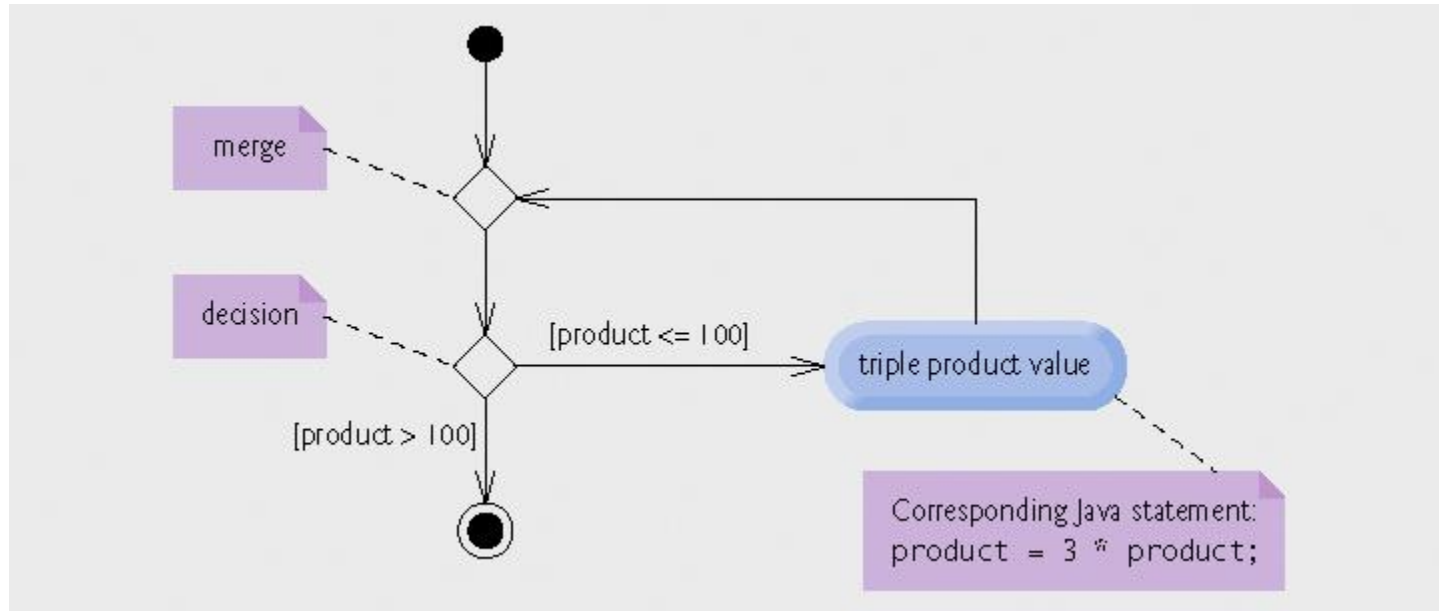 merge
decision
[product <= 100]
triple product value
[product > 100]
Corresponding Java statement:
product = 3 * product;